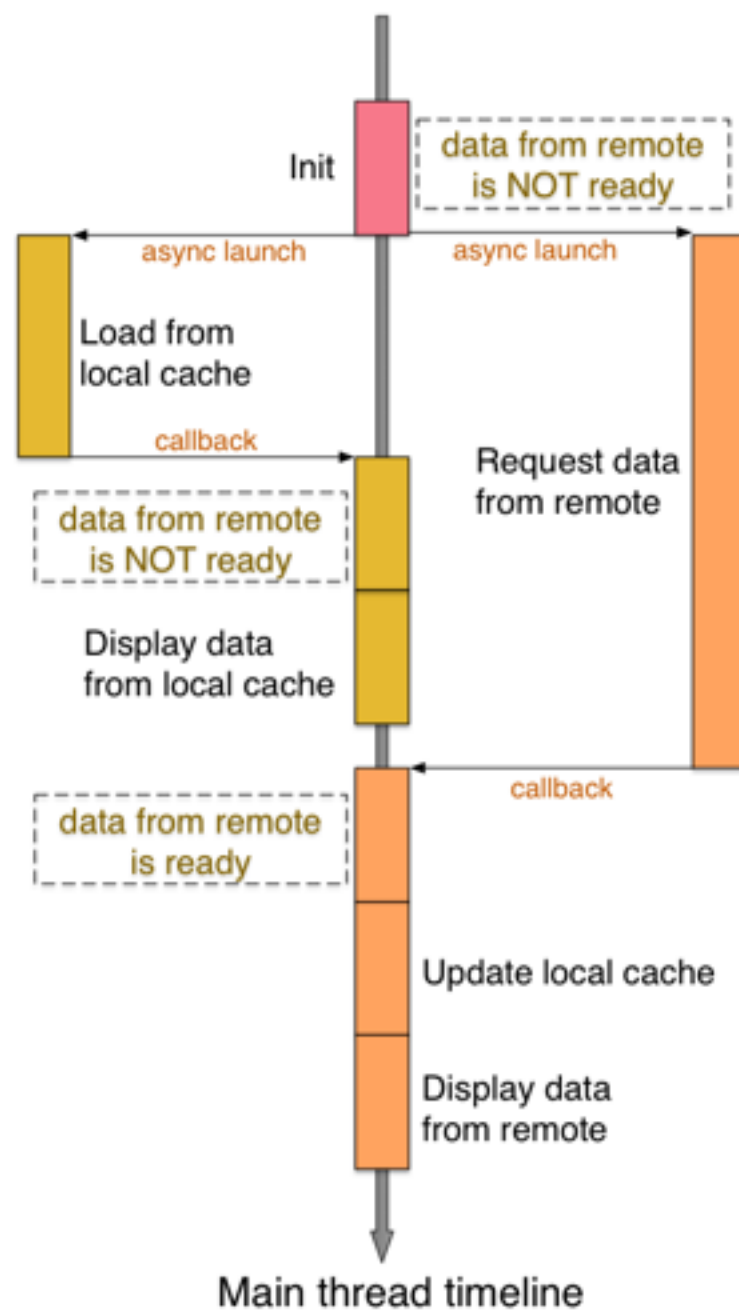 Init
data from remote
is NOT ready
async launch
async launch
Load from
local cache
callback
Request data
from remote
data from remote
is NOT ready
Display data
from local cache
callback
data from remote
is ready
Update local cache
Display data
from remote
Main thread timeline